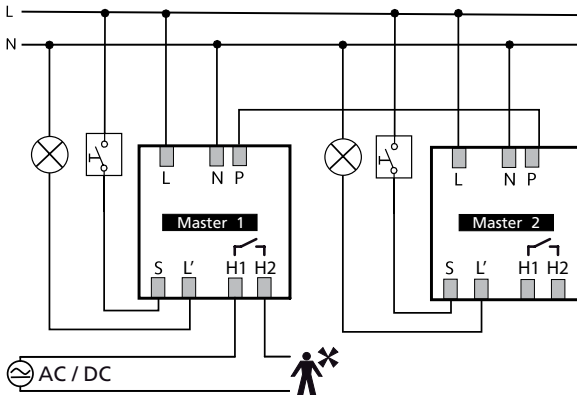 L
N
L N P L N P
Master 1 Master 2
S L' H1 H2 S L' H1 H2
AC / DC